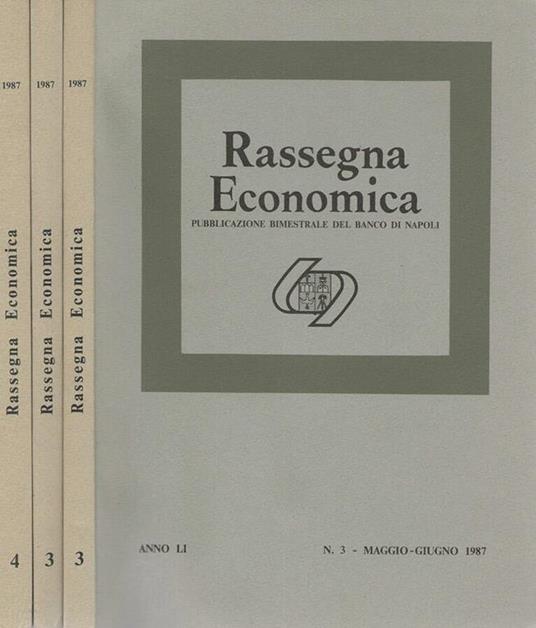 1987
Rassegna Economica
4
1987
Rassegna Economica
3
1987
Rassegna Economica
3
Rassegna
Economica
PUBBLICAZIONE BIMESTRALE DEL BANCO DI NAPOLI
ANNO LI
N. 3 - MAGGIO-GIUGNO 1987